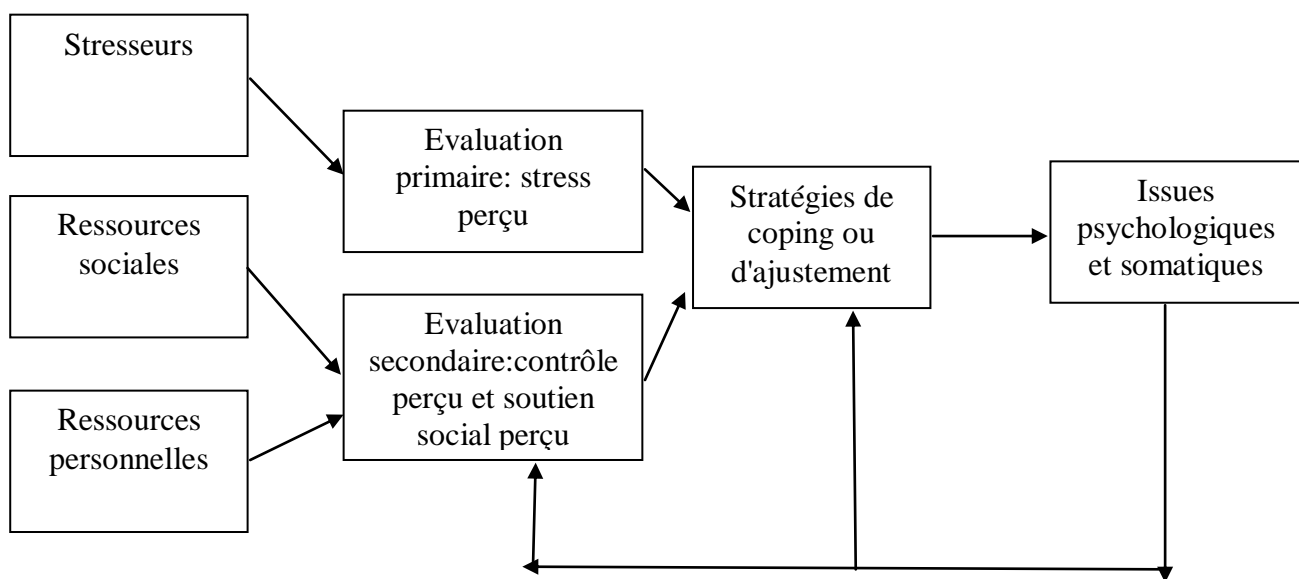 Stresseurs
Ressources
sociales
Ressources
personnelles
Evaluation
primaire: stress
perçu
Evaluation
secondaire:contrôle
perçu et soutien
social perçu
Stratégies de
coping ou
d'ajustement
Issues
psychologiques
et somatiques